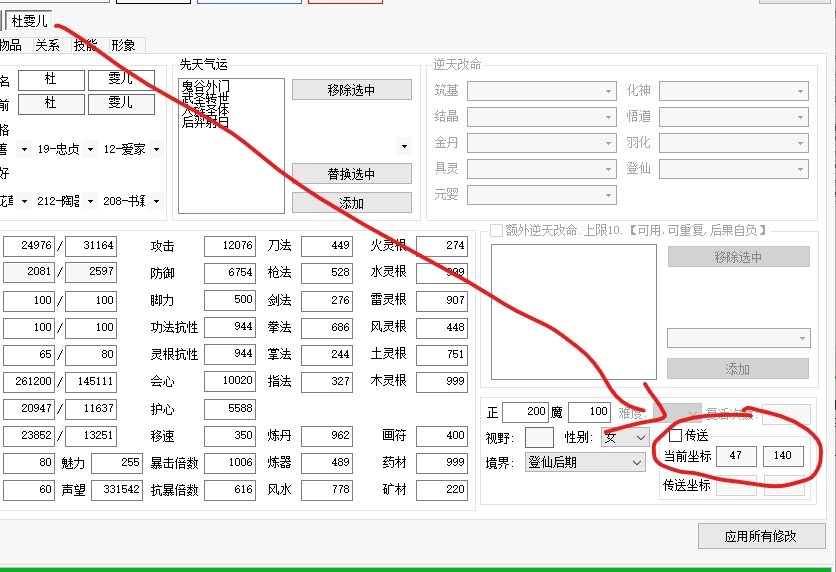 杜雯儿
物品 关系 技能 形象
先天气运
逆天改命
名 杜 雯儿
前 杜 雯儿
格
善 19-忠贞 12-爱家
好
花草 212-陶器 208-书籍
鬼谷外门
武圣转世
后羿射日
移除选中
替换选中
添加
筑基 化神
结晶 悟道
金丹 羽化
具灵 登仙
元婴
24976 / 31164 攻击 12076 刀法 449 火灵根 274
2081 / 2597 防御 6754 枪法 528 水灵根 999
100 / 100 脚力 500 剑法 276 雷灵根 907
100 / 100 功法抗性 944 拳法 686 风灵根 448
65 / 80 灵根抗性 944 掌法 244 土灵根 751
261200 / 145111 会心 10020 指法 327 木灵根 999
20947 / 11637 护心 5588
23852 / 13251 移速 350 炼丹 962 画符 400
80 魅力 255 暴击倍数 1006 炼器 489 药材 999
60 声望 331542 抗暴倍数 616 风水 778 矿材 220
额外逆天改命.上限10.【可用,可重复,后果自负】
移除选中
添加
正 200 魔 100 难度: 复活次数:
视野: 性别: 女 传送
当前坐标 47 140
境界: 登仙后期
传送坐标
应用所有修改